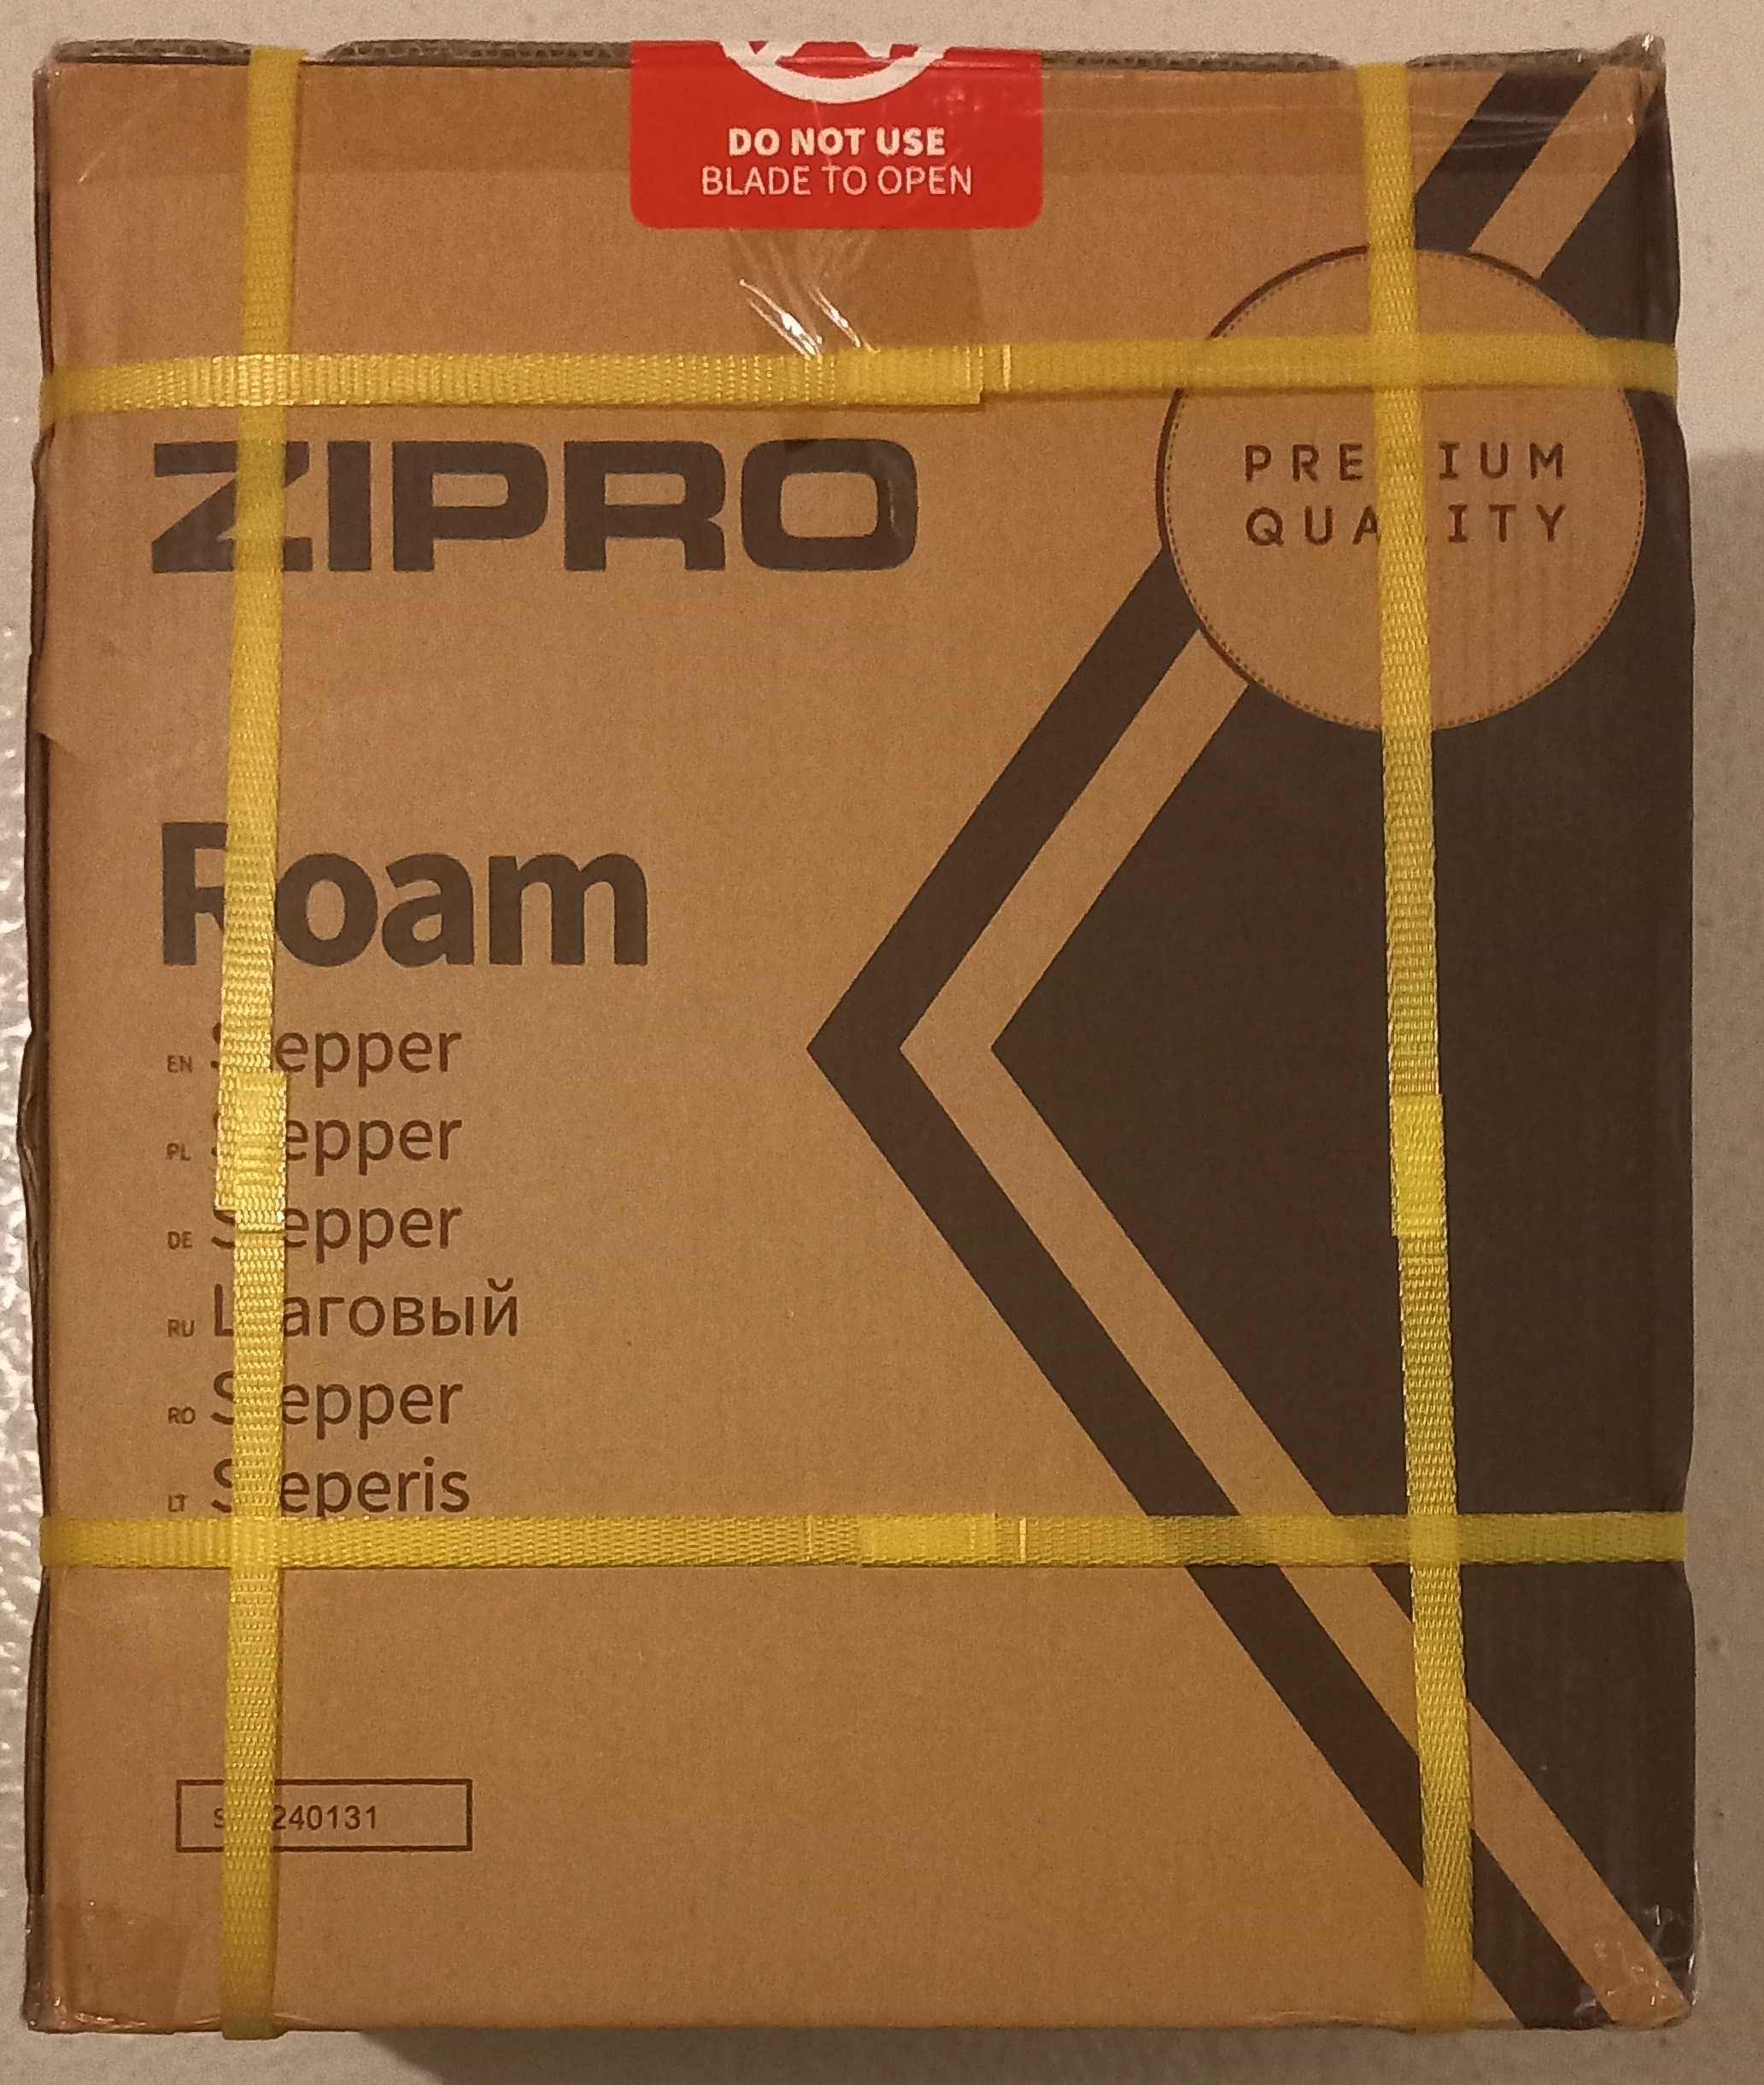 DO NOT USE
BLADE TO OPEN
ZIPRO
PREMIUM
QUALITY
Roam
EN Stepper
PL Stepper
DE Stepper
RU Шаговый
RO Stepper
LT Steperis